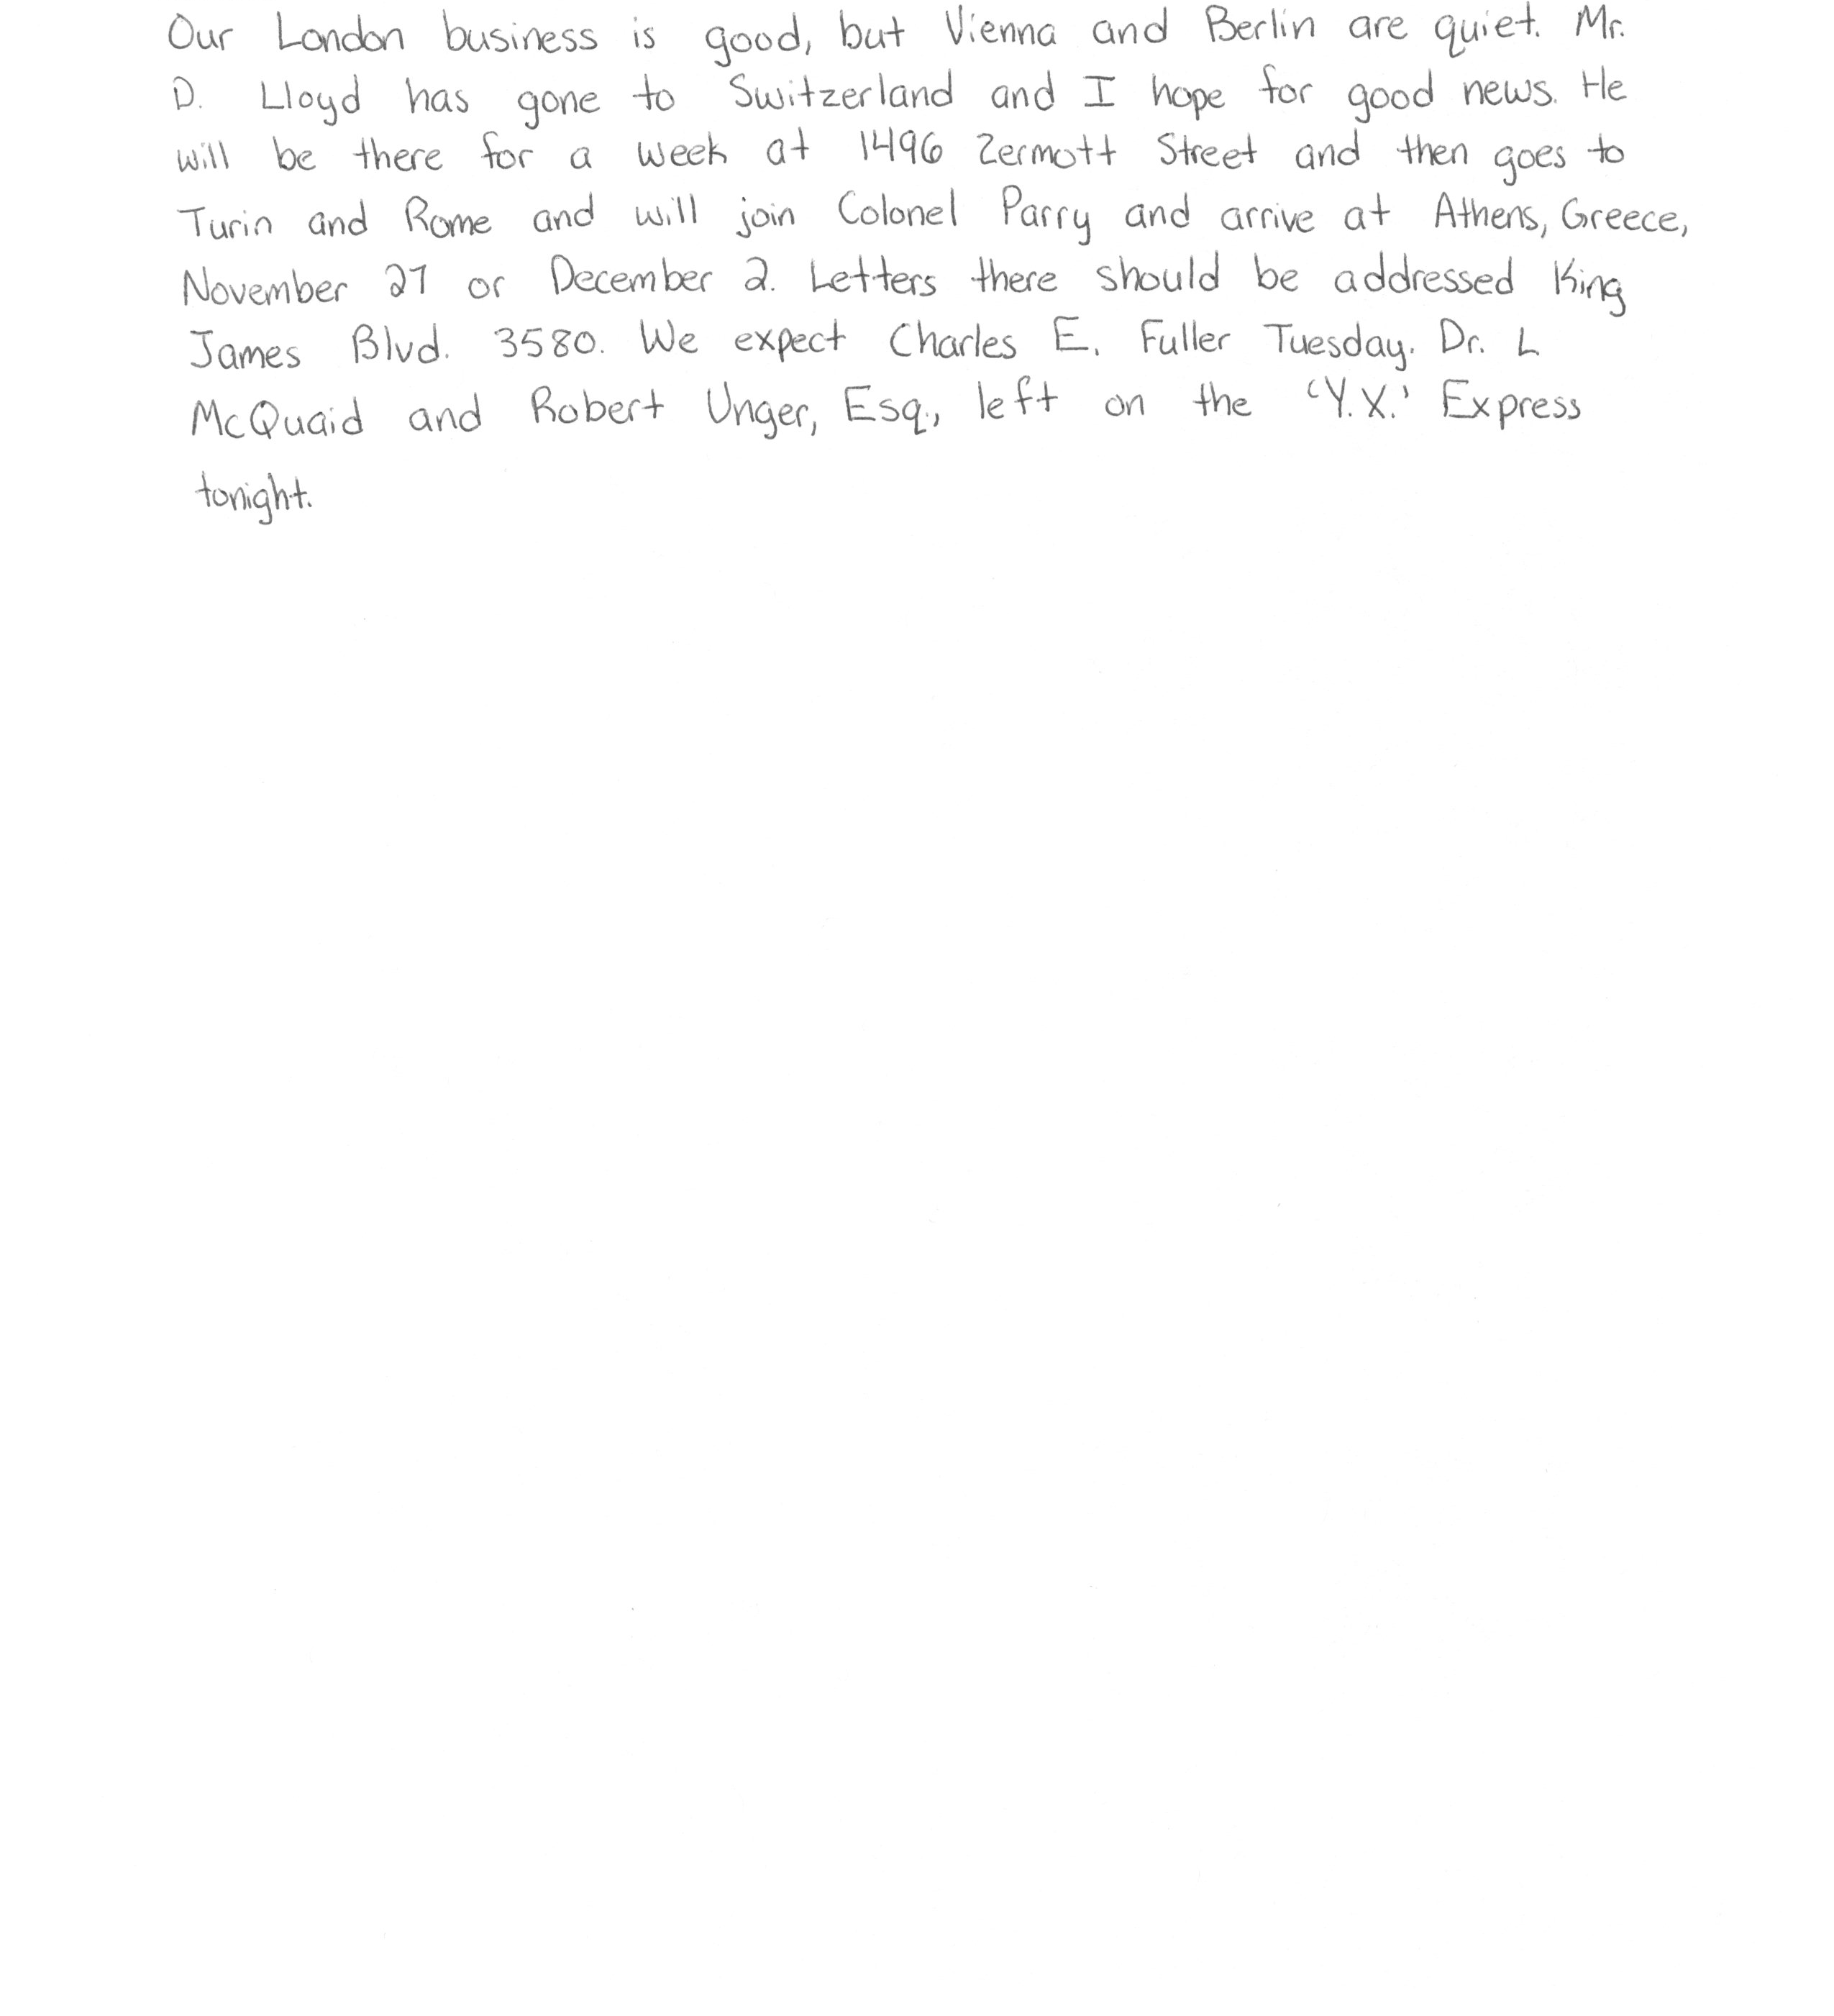 Our London business is good, but Vienna and Berlin are quiet. Mr.
D. Lloyd has gone to Switzerland and I hope for good news. He
will be there for a week at 1496 Zermott Street and then goes to
Turin and Rome and will join Colonel Parry and arrive at Athens, Greece,
November 27 or December 2. Letters there should be addressed King
James Blvd. 3580. We expect Charles E. Fuller Tuesday. Dr. L
McQuaid and Robert Unger, Esq., left on the 'Y.X.' Express
tonight.